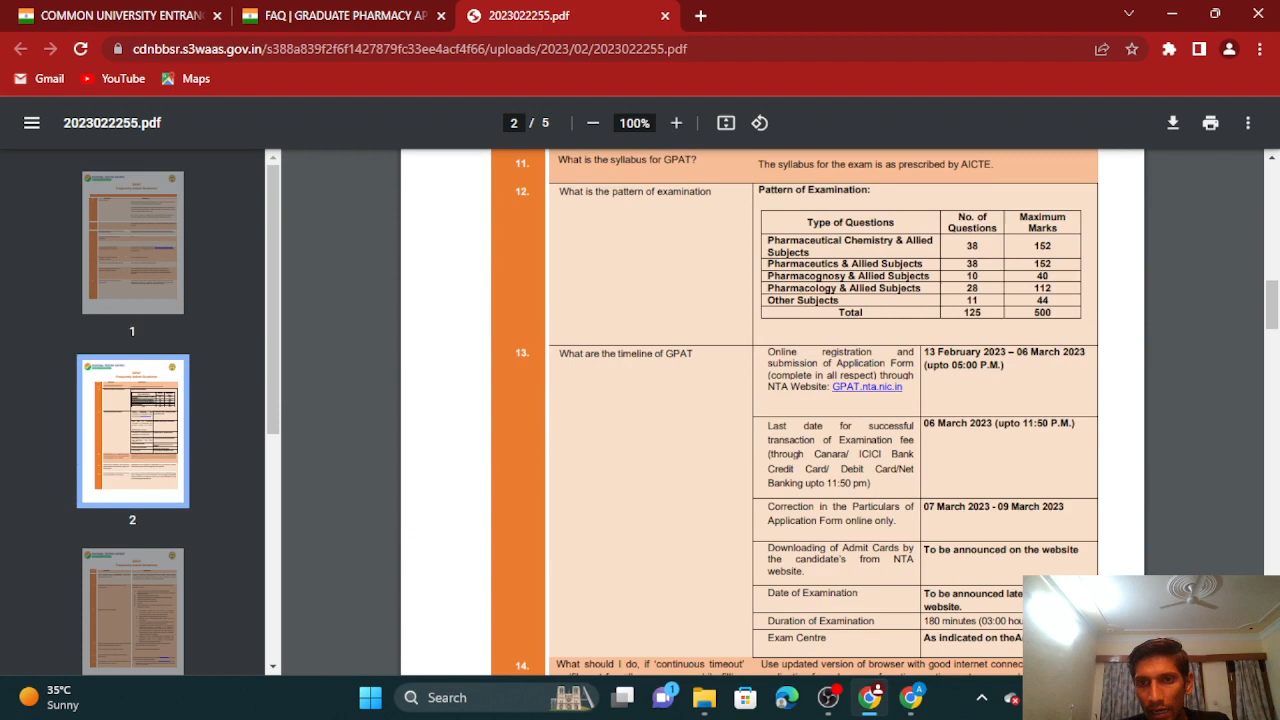 COMMON UNIVERSITY ENTRAN
FAQ | GRADUATE PHARMACY AP
2023022255.pdf
cdnbbsr.s3waas.gov.in/s388a839f2f6f1427879fc33ee4acf4f66/uploads/2023/02/2023022255.pdf
Gmail YouTube Maps
2023022255.pdf
2 / 5
100%
11. What is the syllabus for GPAT? The syllabus for the exam is as prescribed by AICTE.
12. What is the pattern of examination
Pattern of Examination:
Type of Questions No. of Questions Maximum Marks
Pharmaceutical Chemistry & Allied Subjects 38 152
Pharmaceutics & Allied Subjects 38 152
Pharmacognosy & Allied Subjects 10 40
Pharmacology & Allied Subjects 28 112
Other Subjects 11 44
Total 125 500
13. What are the timeline of GPAT
Online registration and
submission of Application Form
(complete in all respect) through
NTA Website: GPAT.nta.nic.in
13 February 2023 – 06 March 2023
(upto 05:00 P.M.)
Last date for successful
transaction of Examination fee
(through Canara/ ICICI Bank
Credit Card/ Debit Card/Net
Banking upto 11:50 pm)
06 March 2023 (upto 11:50 P.M.)
Correction in the Particulars of
Application Form online only.
07 March 2023 - 09 March 2023
Downloading of Admit Cards by
the candidate's from NTA
website.
To be announced on the website
Date of Examination
To be announced late
website.
Duration of Examination 180 minutes (03:00 hou
Exam Centre As indicated on theA
14. What should I do, if 'continuous timeout' Use updated version of browser with good internet connec
1
2
35°C
Sunny
Search
1